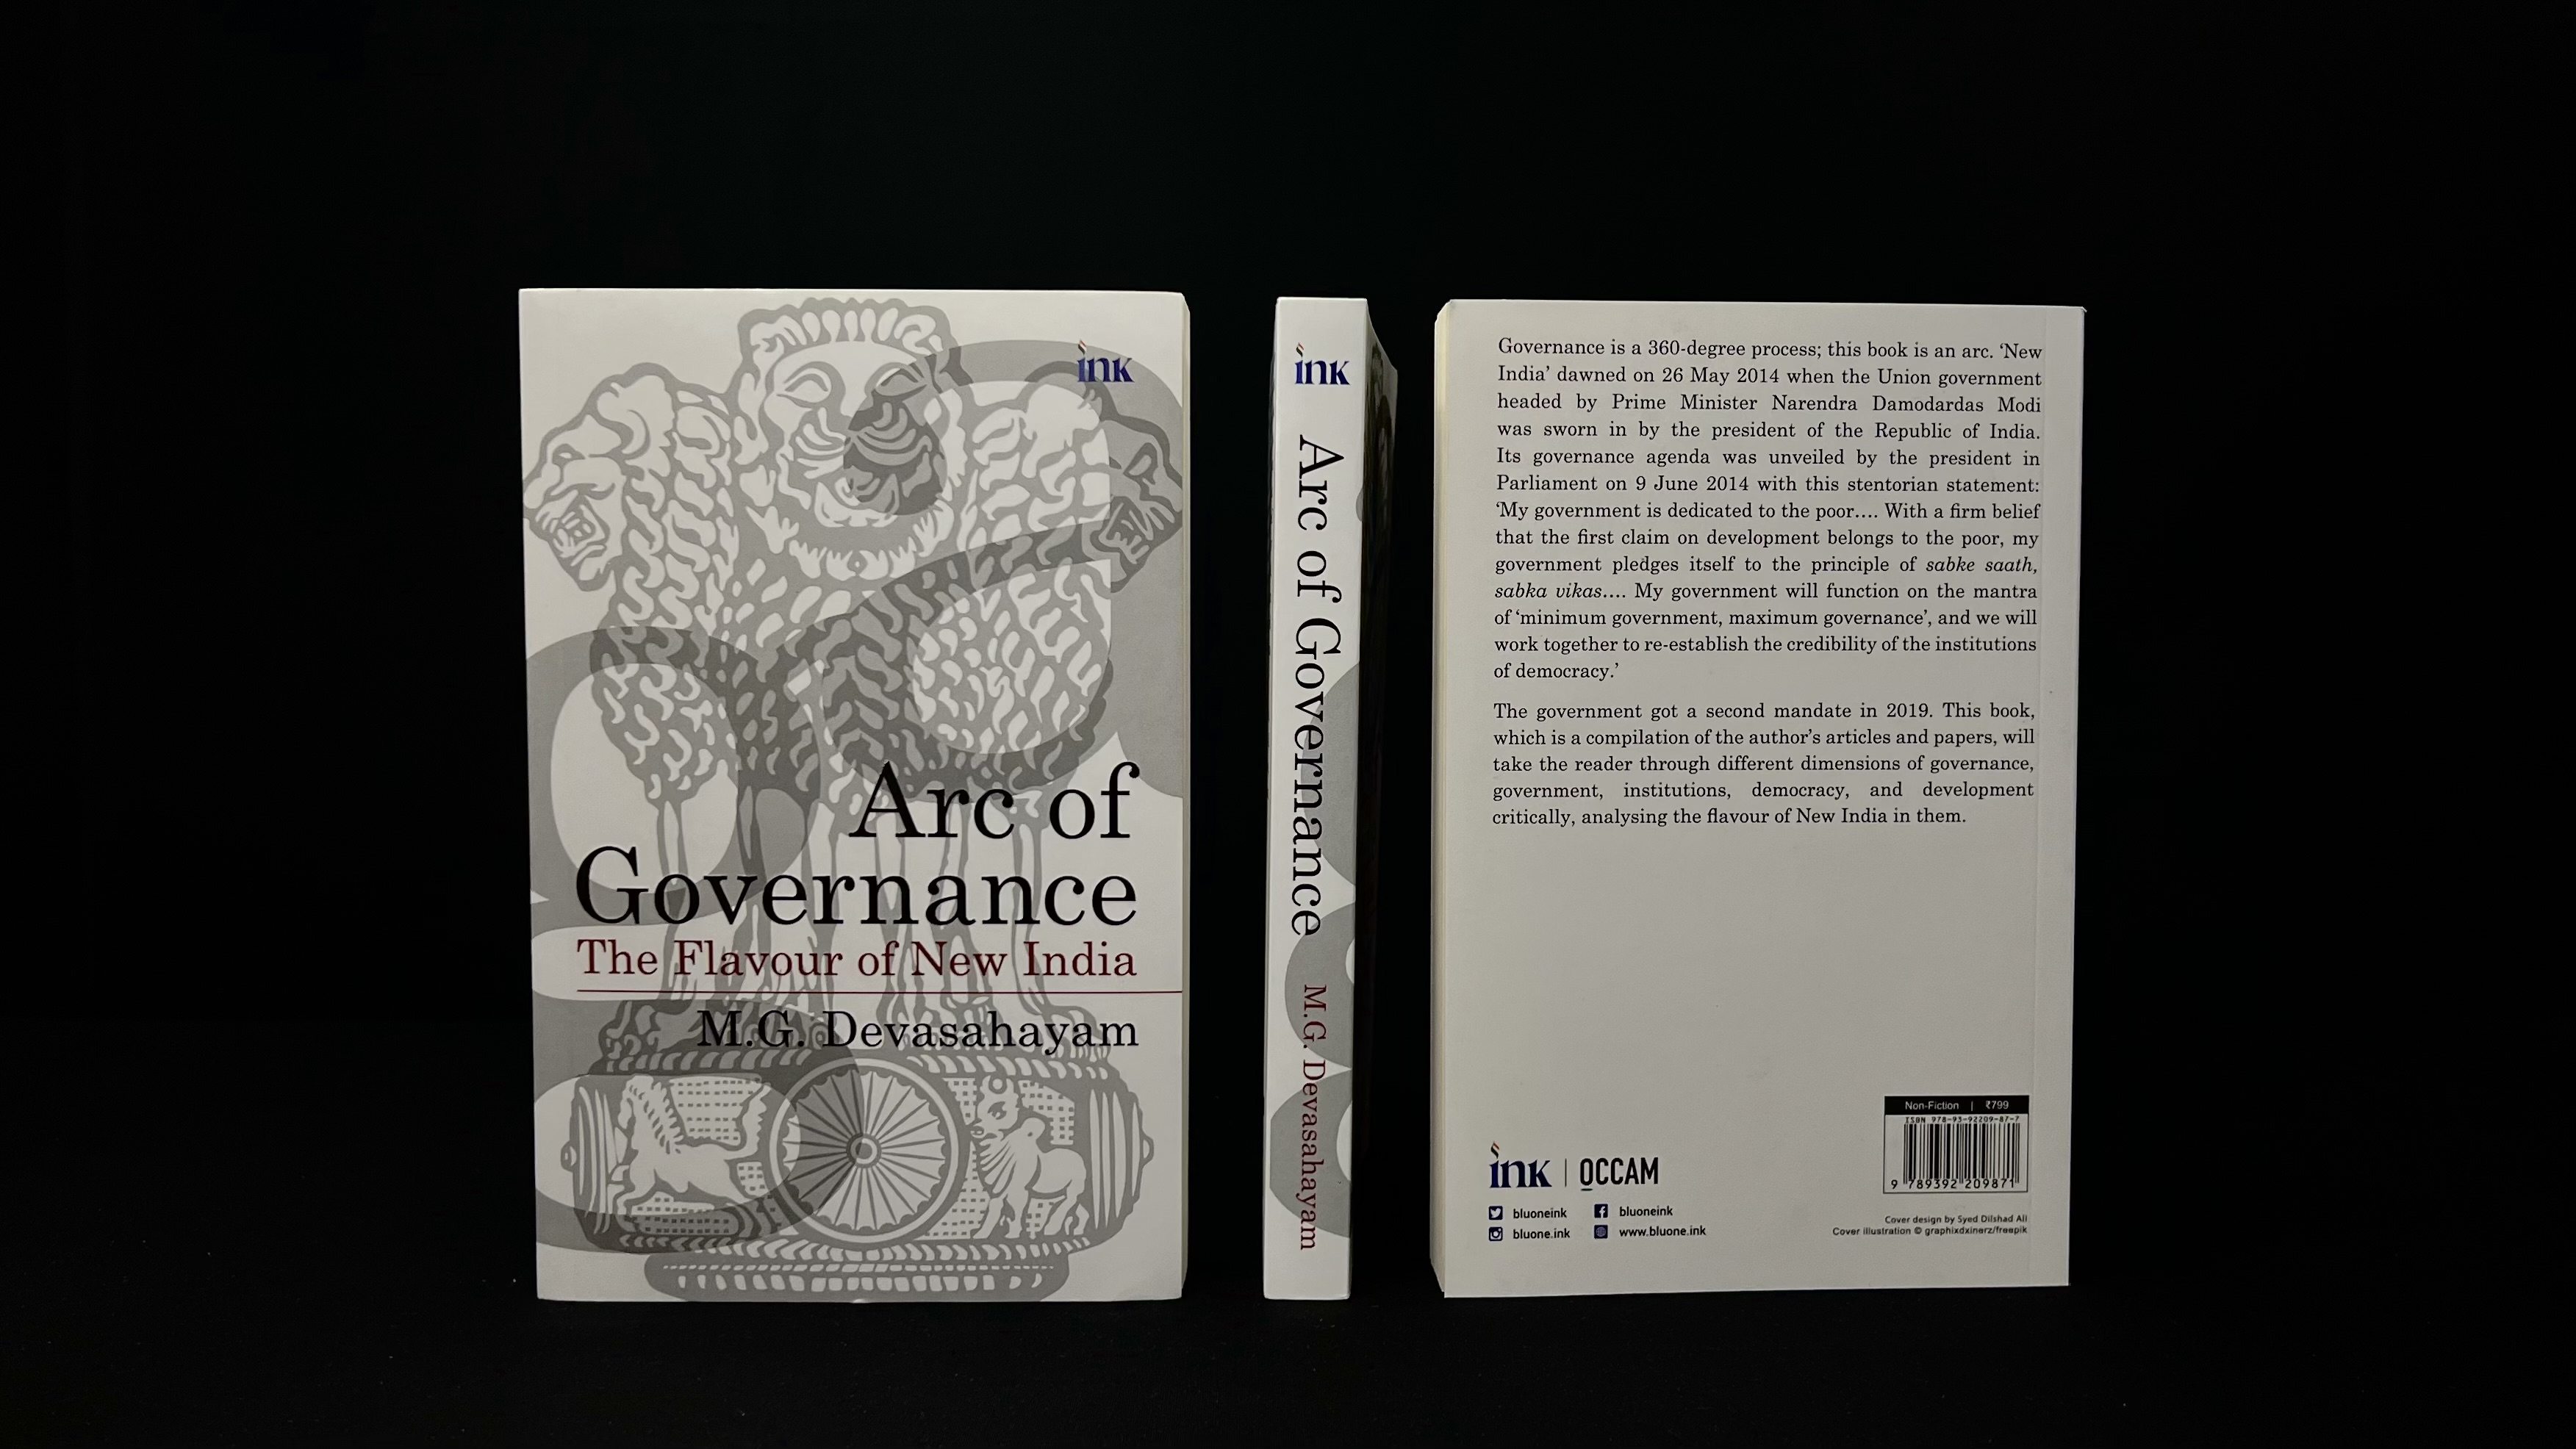 ink
Arc of
Governance
The Flavour of New India
M.G. Devasahayam
ink
Arc of Governance
M.G. Devasahayam
Governance is a 360-degree process; this book is an arc. ‘New
India’ dawned on 26 May 2014 when the Union government
headed by Prime Minister Narendra Damodardas Modi
was sworn in by the president of the Republic of India.
Its governance agenda was unveiled by the president in
Parliament on 9 June 2014 with this stentorian statement:
‘My government is dedicated to the poor.... With a firm belief
that the first claim on development belongs to the poor, my
government pledges itself to the principle of sabke saath,
sabka vikas.... My government will function on the mantra
of ‘minimum government, maximum governance’, and we will
work together to re-establish the credibility of the institutions
of democracy.’
The government got a second mandate in 2019. This book,
which is a compilation of the author’s articles and papers, will
take the reader through different dimensions of governance,
government, institutions, democracy, and development
critically, analysing the flavour of New India in them.
Non-Fiction | ₹799
ISBN 978-93-92209-87-7
9 789392 209871
ink | OCCAM
bluoneink
bluoneink
bluone.ink
www.bluone.ink
Cover design by Syed Dilshad Ali
Cover illustration © graphixdxinerz/freepik